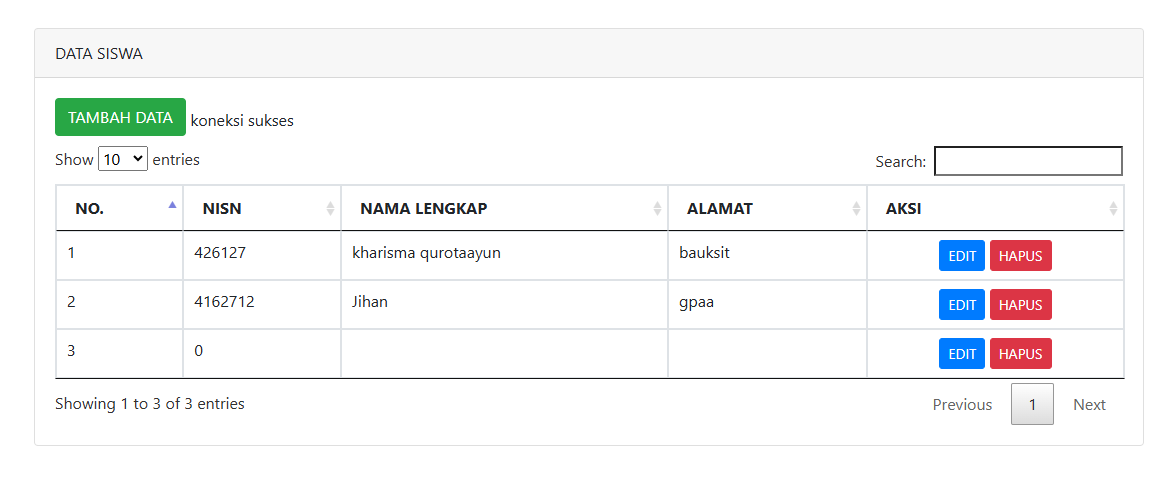 DATA SISWA
TAMBAH DATA koneksi sukses
Show 10 entries Search:
NO. NISN NAMA LENGKAP ALAMAT AKSI
1 426127 kharisma qurotaayun bauksit EDIT HAPUS
2 4162712 Jihan gpaa EDIT HAPUS
3 0 EDIT HAPUS
Showing 1 to 3 of 3 entries Previous 1 Next